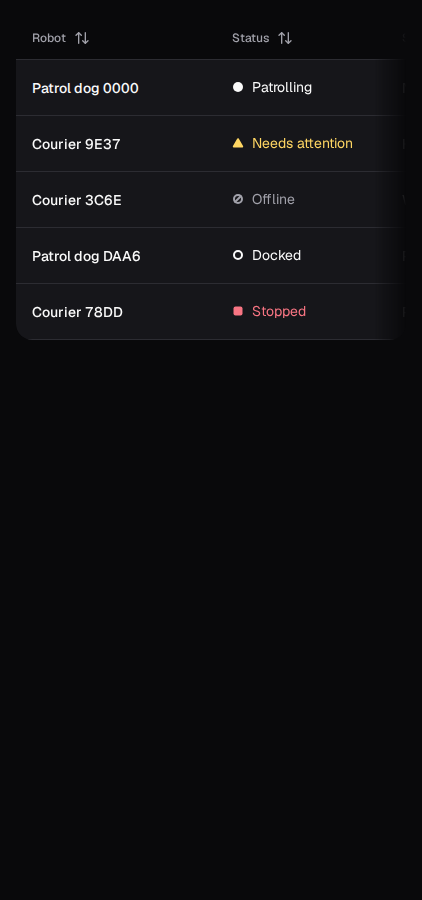 Robot Status
Patrol dog 0000 Patrolling
Courier 9E37 Needs attention
Courier 3C6E Offline
Patrol dog DAA6 Docked
Courier 78DD Stopped